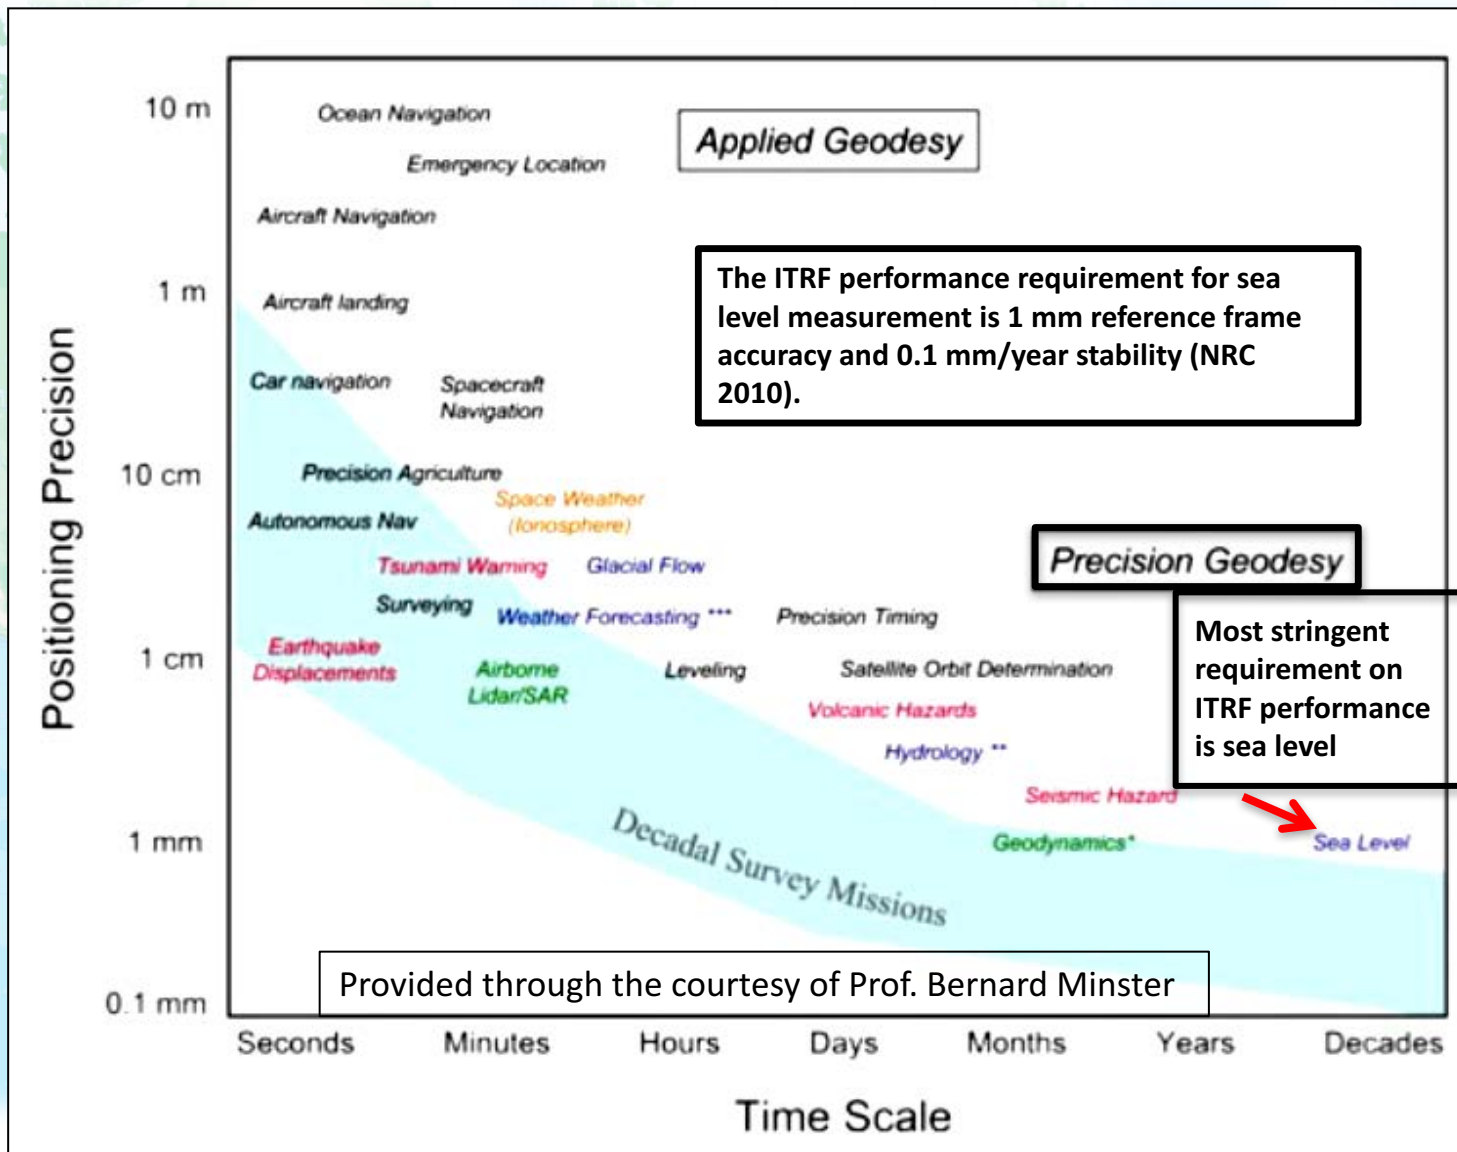 10 m
Ocean Navigation
Applied Geodesy
Emergency Location
Aircraft Navigation
The ITRF performance requirement for sea
level measurement is 1 mm reference frame
accuracy and 0.1 mm/year stability (NRC
2010).
1 m
Aircraft landing
Car navigation
Spacecraft
Navigation
Positioning Precision
10 cm
Precision Agriculture
Space Weather
(Ionosphere)
Autonomous Nav
Precision Geodesy
Tsunami Warning
Glacial Flow
Surveying
Weather Forecasting ***
Precision Timing
Most stringent
requirement on
ITRF performance
is sea level
1 cm
Earthquake
Displacements
Airborne
Lidar/SAR
Leveling
Satellite Orbit Determination
Volcanic Hazards
Hydrology **
Seismic Hazard
1 mm
Geodynamics*
Sea Level
Decadal Survey Missions
Provided through the courtesy of Prof. Bernard Minster
0.1 mm
Seconds
Minutes
Hours
Days
Months
Years
Decades
Time Scale